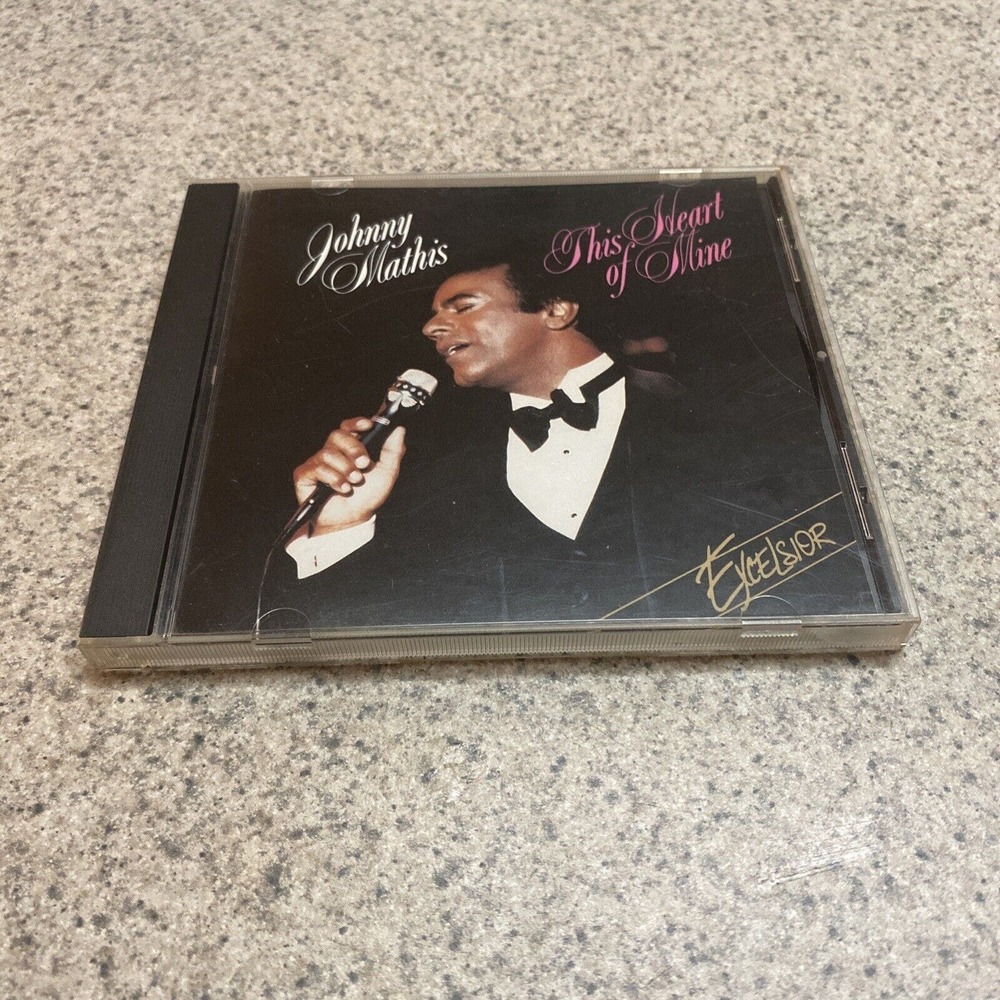 Johnny
Mathis
This Heart
of Mine
EXCELSIOR